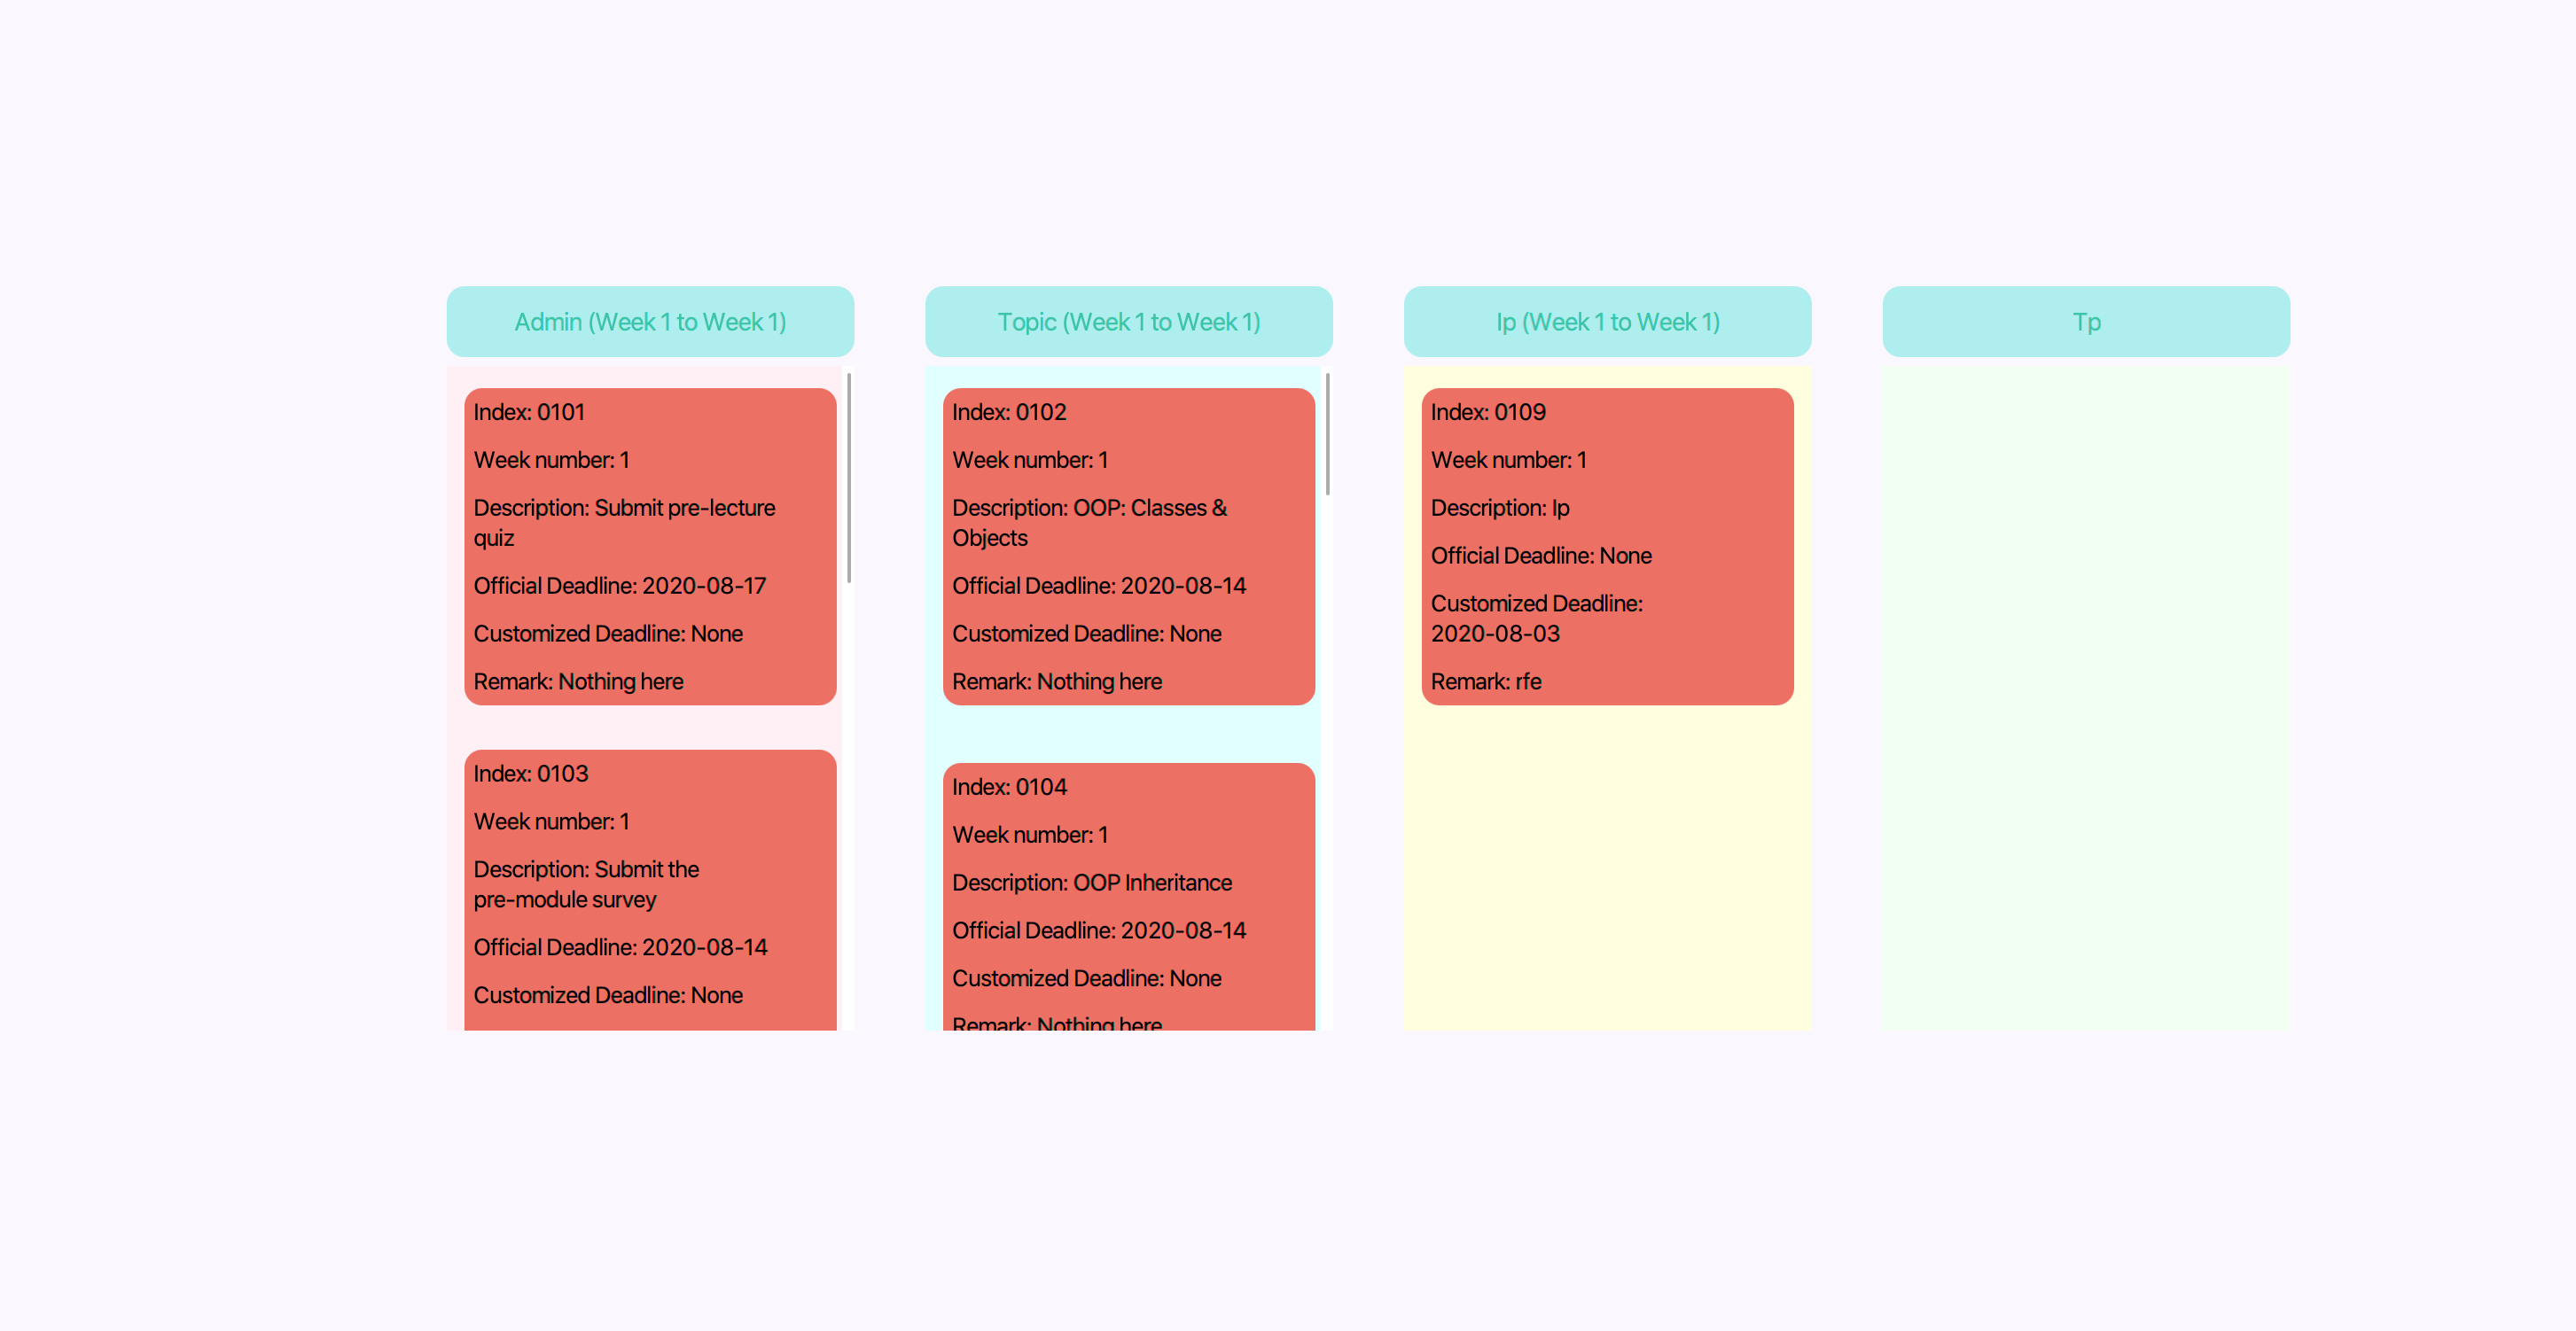 Admin (Week 1 to Week 1)
Index: 0101
Week number: 1
Description: Submit pre-lecture
quiz
Official Deadline: 2020-08-17
Customized Deadline: None
Remark: Nothing here
Index: 0103
Week number: 1
Description: Submit the
pre-module survey
Official Deadline: 2020-08-14
Customized Deadline: None
Topic (Week 1 to Week 1)
Index: 0102
Week number: 1
Description: OOP: Classes &
Objects
Official Deadline: 2020-08-14
Customized Deadline: None
Remark: Nothing here
Index: 0104
Week number: 1
Description: OOP Inheritance
Official Deadline: 2020-08-14
Customized Deadline: None
Remark: Nothing here
Ip (Week 1 to Week 1)
Index: 0109
Week number: 1
Description: Ip
Official Deadline: None
Customized Deadline:
2020-08-03
Remark: rfe
Tp